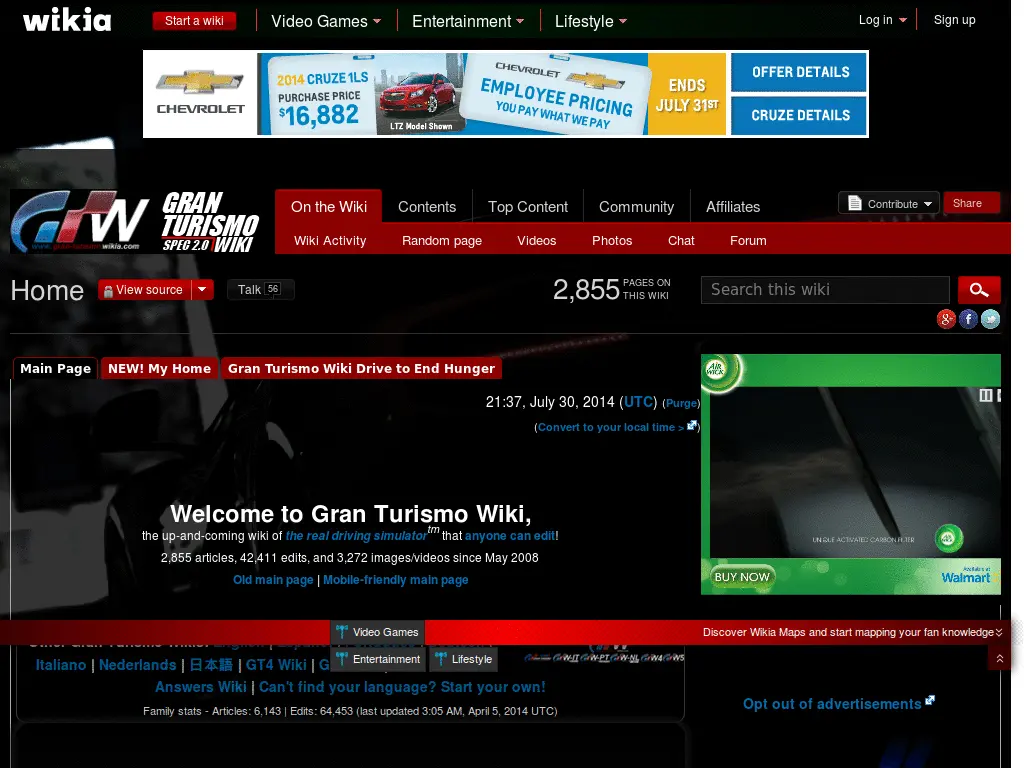 wikia
Start a wiki
Video Games
Entertainment
Lifestyle
Log in
Sign up
CHEVROLET
2014 CRUZE 1LS
PURCHASE PRICE
$16,882
LTZ Model Shown
CHEVROLET
EMPLOYEE PRICING
YOU PAY WHAT WE PAY
ENDS
JULY 31ST
OFFER DETAILS
CRUZE DETAILS
GTW
GRAN
TURISMO
SPEC 2.0 WIKI
On the Wiki
Contents
Top Content
Community
Affiliates
Contribute
Share
Wiki Activity
Random page
Videos
Photos
Chat
Forum
Home
View source
Talk 56
2,855 PAGES ON
THIS WIKI
Search this wiki
Main Page
NEW! My Home
Gran Turismo Wiki Drive to End Hunger
21:37, July 30, 2014 (UTC) (Purge)
(Convert to your local time > )
Welcome to Gran Turismo Wiki,
the up-and-coming wiki of the real driving simulator tm that anyone can edit!
2,855 articles, 42,411 edits, and 3,272 images/videos since May 2008
Old main page | Mobile-friendly main page
AIR
WICK
UNIQUE ACTIVATED CARBON FILTER
BUY NOW
Available at
Walmart
Video Games
Discover Wikia Maps and start mapping your fan knowledge
Entertainment
Lifestyle
Other Gran Turismo Wikis: English |
Italiano | Nederlands | 日本語 | GT4 Wiki | G
Answers Wiki | Can't find your language? Start your own!
Family stats - Articles: 6,143 | Edits: 64,453 (last updated 3:05 AM, April 5, 2014 UTC)
Opt out of advertisements